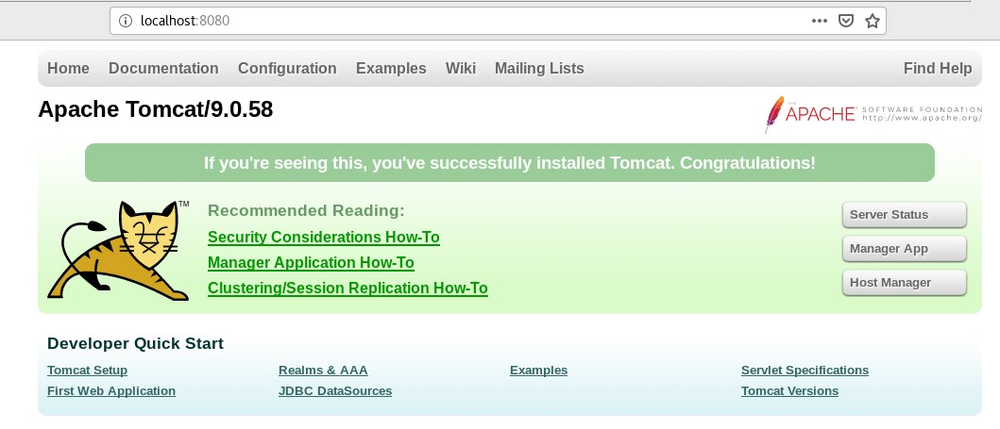 localhost:8080
Home Documentation Configuration Examples Wiki Mailing Lists Find Help
Apache Tomcat/9.0.58
THE APACHE® SOFTWARE FOUNDATION
http://www.apache.org/
If you're seeing this, you've successfully installed Tomcat. Congratulations!
TM
Recommended Reading:
Security Considerations How-To
Manager Application How-To
Clustering/Session Replication How-To
Server Status
Manager App
Host Manager
Developer Quick Start
Tomcat Setup
First Web Application
Realms & AAA
JDBC DataSources
Examples
Servlet Specifications
Tomcat Versions